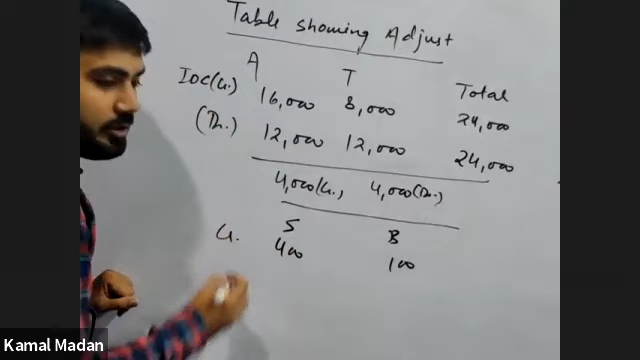 Table showing Adjust
A T Total
IOC(Cr.) 16,000 8,000 24,000
(Dr.) 12,000 12,000 24,000
4,000(Cr.) 4,000(Dr.)
S B
Cr. 400 100
Kamal Madan